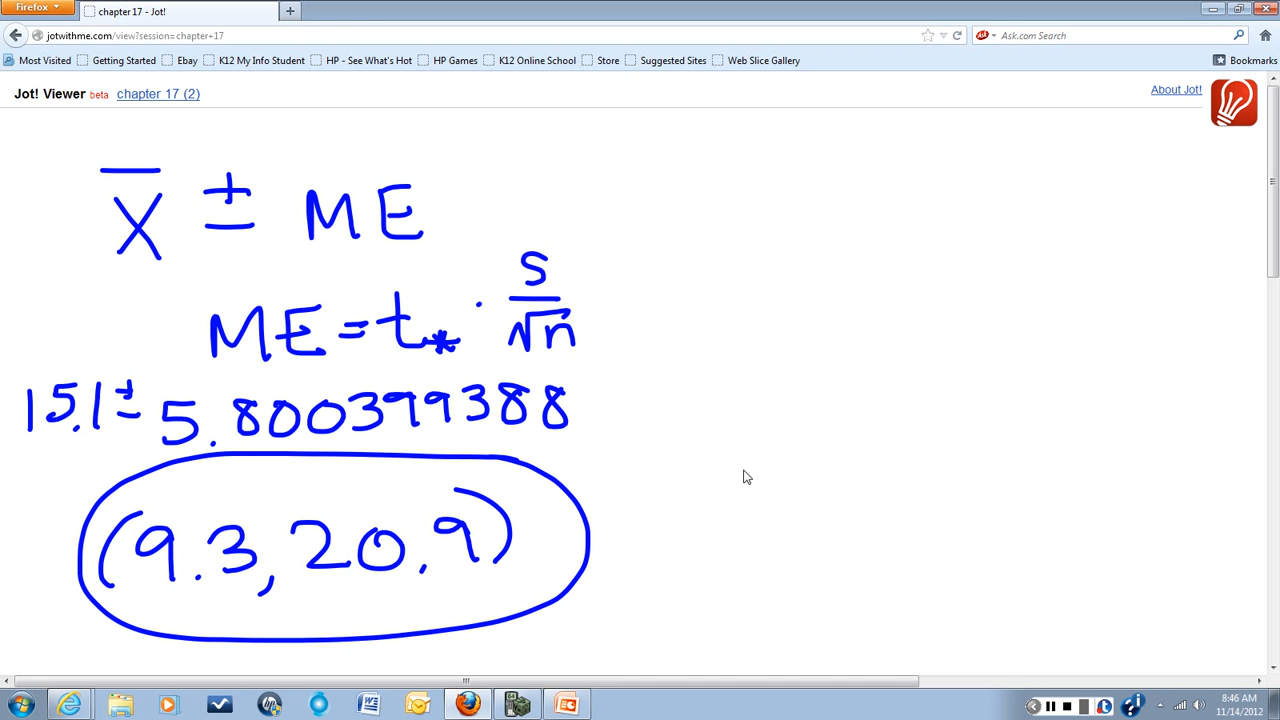 Firefox
chapter 17 - Jot!
jotwithme.com/view?session=chapter+17
Ask.com Search
Most Visited Getting Started Ebay K12 My Info Student HP - See What's Hot HP Games K12 Online School Store Suggested Sites Web Slice Gallery Bookmarks
Jot! Viewer beta chapter 17 (2) About Jot!
X̅ ± ME
ME = t* · s/√n
15.1 ± 5.800399388
(9.3, 20.9)
8:46 AM
11/14/2012